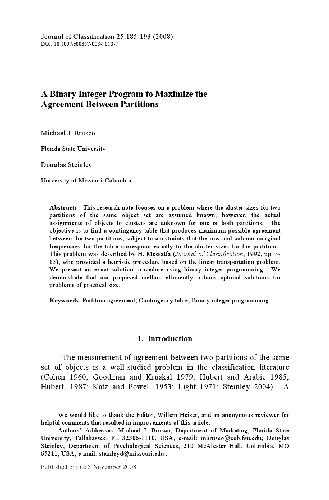 Journal of Classification 25:185-193 (2008)
A Binary Integer Program to Maximize the
Agreement Between Partitions
Michael J. Brusco
Florida State University
Douglas Steinley
University of Missouri-Columbia
Abstract: This research note focuses on a problem where the cluster sizes for two
partitions of the same object set are assumed known; however, the actual
assignments of objects to clusters are unknown for one or both partitions. The
objective is to find a contingency table that produces maximum possible agreement
between the two partitions, subject to constraints that the row and column marginal
frequencies for the table correspond exactly to the cluster sizes for the partitions.
This problem was described by H. Messatfa (Journal of Classification, 1992, pp. 5-
15), who provided a heuristic procedure based on the linear transportation problem.
We present an exact solution procedure using binary integer programming. We
demonstrate that our proposed method efficiently obtains optimal solutions for
problems of practical size.
Keywords: Partition agreement; Contingency table; Binary integer programming.
1. Introduction
The measurement of agreement between two partitions of the same
set of objects is a well-studied problem in the classification literature
(Cohen 1960; Goodman and Kruskal 1979; Hubert and Arabie 1985;
Hubert, 1987; Katz and Powell 1953; Light 1971; Steinley 2004). A
We would like to thank the Editor, Willem Heiser, and an anonymous reviewer for
helpful comments that resulted in improvements of this article.
Authors' Addresses: Michael J. Brusco, Department of Marketing, Florida State
University, Tallahassee, FL 32306-1110, USA, e-mail: mbrusco@cob.fsu.edu; Douglas
Steinley, Department of Psychological Sciences, 210 McAlester Hall, Columbia, MO
65211, USA, e-mail: steinleyd@missouri.edu.
Published online 5 November 2008